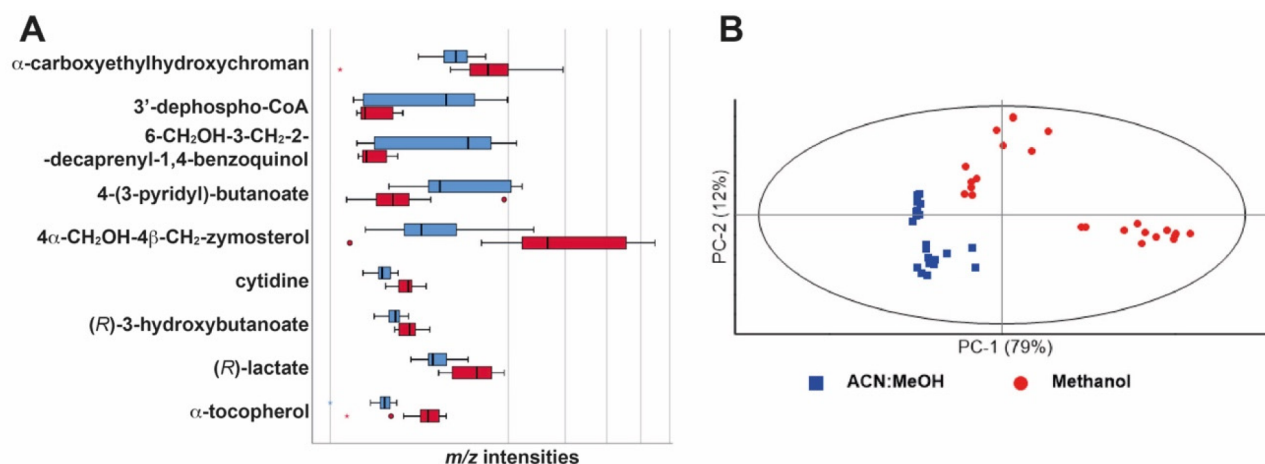 A
α-carboxyethylhydroxychroman
3'-dephospho-CoA
6-CH₂OH-3-CH₂-2-
-decaprenyl-1,4-benzoquinol
4-(3-pyridyl)-butanoate
4α-CH₂OH-4β-CH₂-zymosterol
cytidine
(R)-3-hydroxybutanoate
(R)-lactate
α-tocopherol
m/z intensities
B
PC-2 (12%)
PC-1 (79%)
ACN:MeOH
Methanol